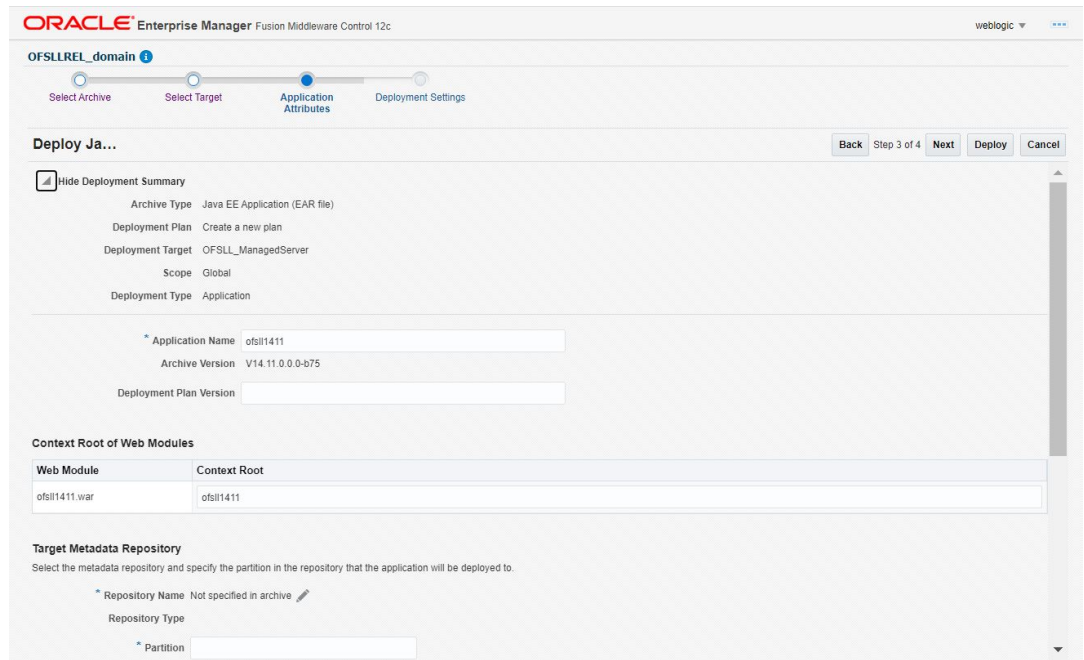 ORACLE Enterprise Manager Fusion Middleware Control 12c weblogic
OFSLLREL_domain
Select Archive Select Target Application Attributes Deployment Settings
Deploy Ja... Back Step 3 of 4 Next Deploy Cancel
Hide Deployment Summary
Archive Type Java EE Application (EAR file)
Deployment Plan Create a new plan
Deployment Target OFSLL_ManagedServer
Scope Global
Deployment Type Application
* Application Name ofsll1411
Archive Version V14.11.0.0.0-b75
Deployment Plan Version
Context Root of Web Modules
Web Module Context Root
ofsll1411.war ofsll1411
Target Metadata Repository
Select the metadata repository and specify the partition in the repository that the application will be deployed to.
* Repository Name Not specified in archive
Repository Type
* Partition